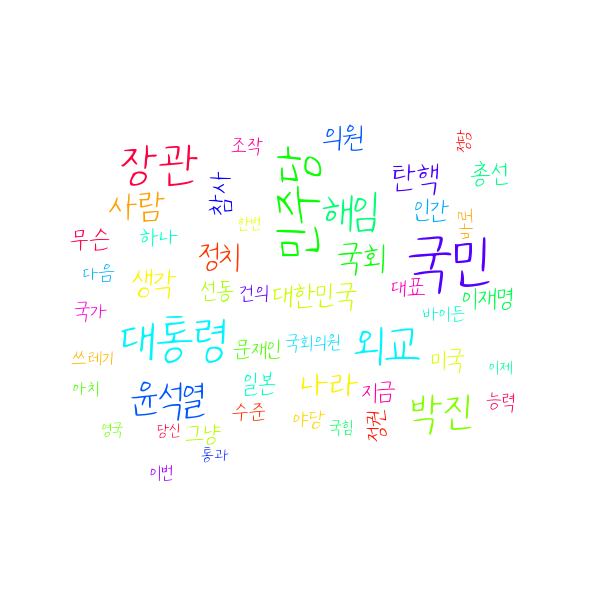 의원
정당
조작
장관
민주당
탄핵
총선
참사
사람
해임
인간
바로
한번
무슨
하나
정치
국회
국민
다음
생각
선동
건의
대한민국
대표
이재명
국가
바이든
대통령
문재인
국회의원
외교
미국
쓰레기
이제
아치
윤석열
일본
나라
지금
박진
능력
수준
야당
국힘
정권
영국
당신
그냥
통과
이번